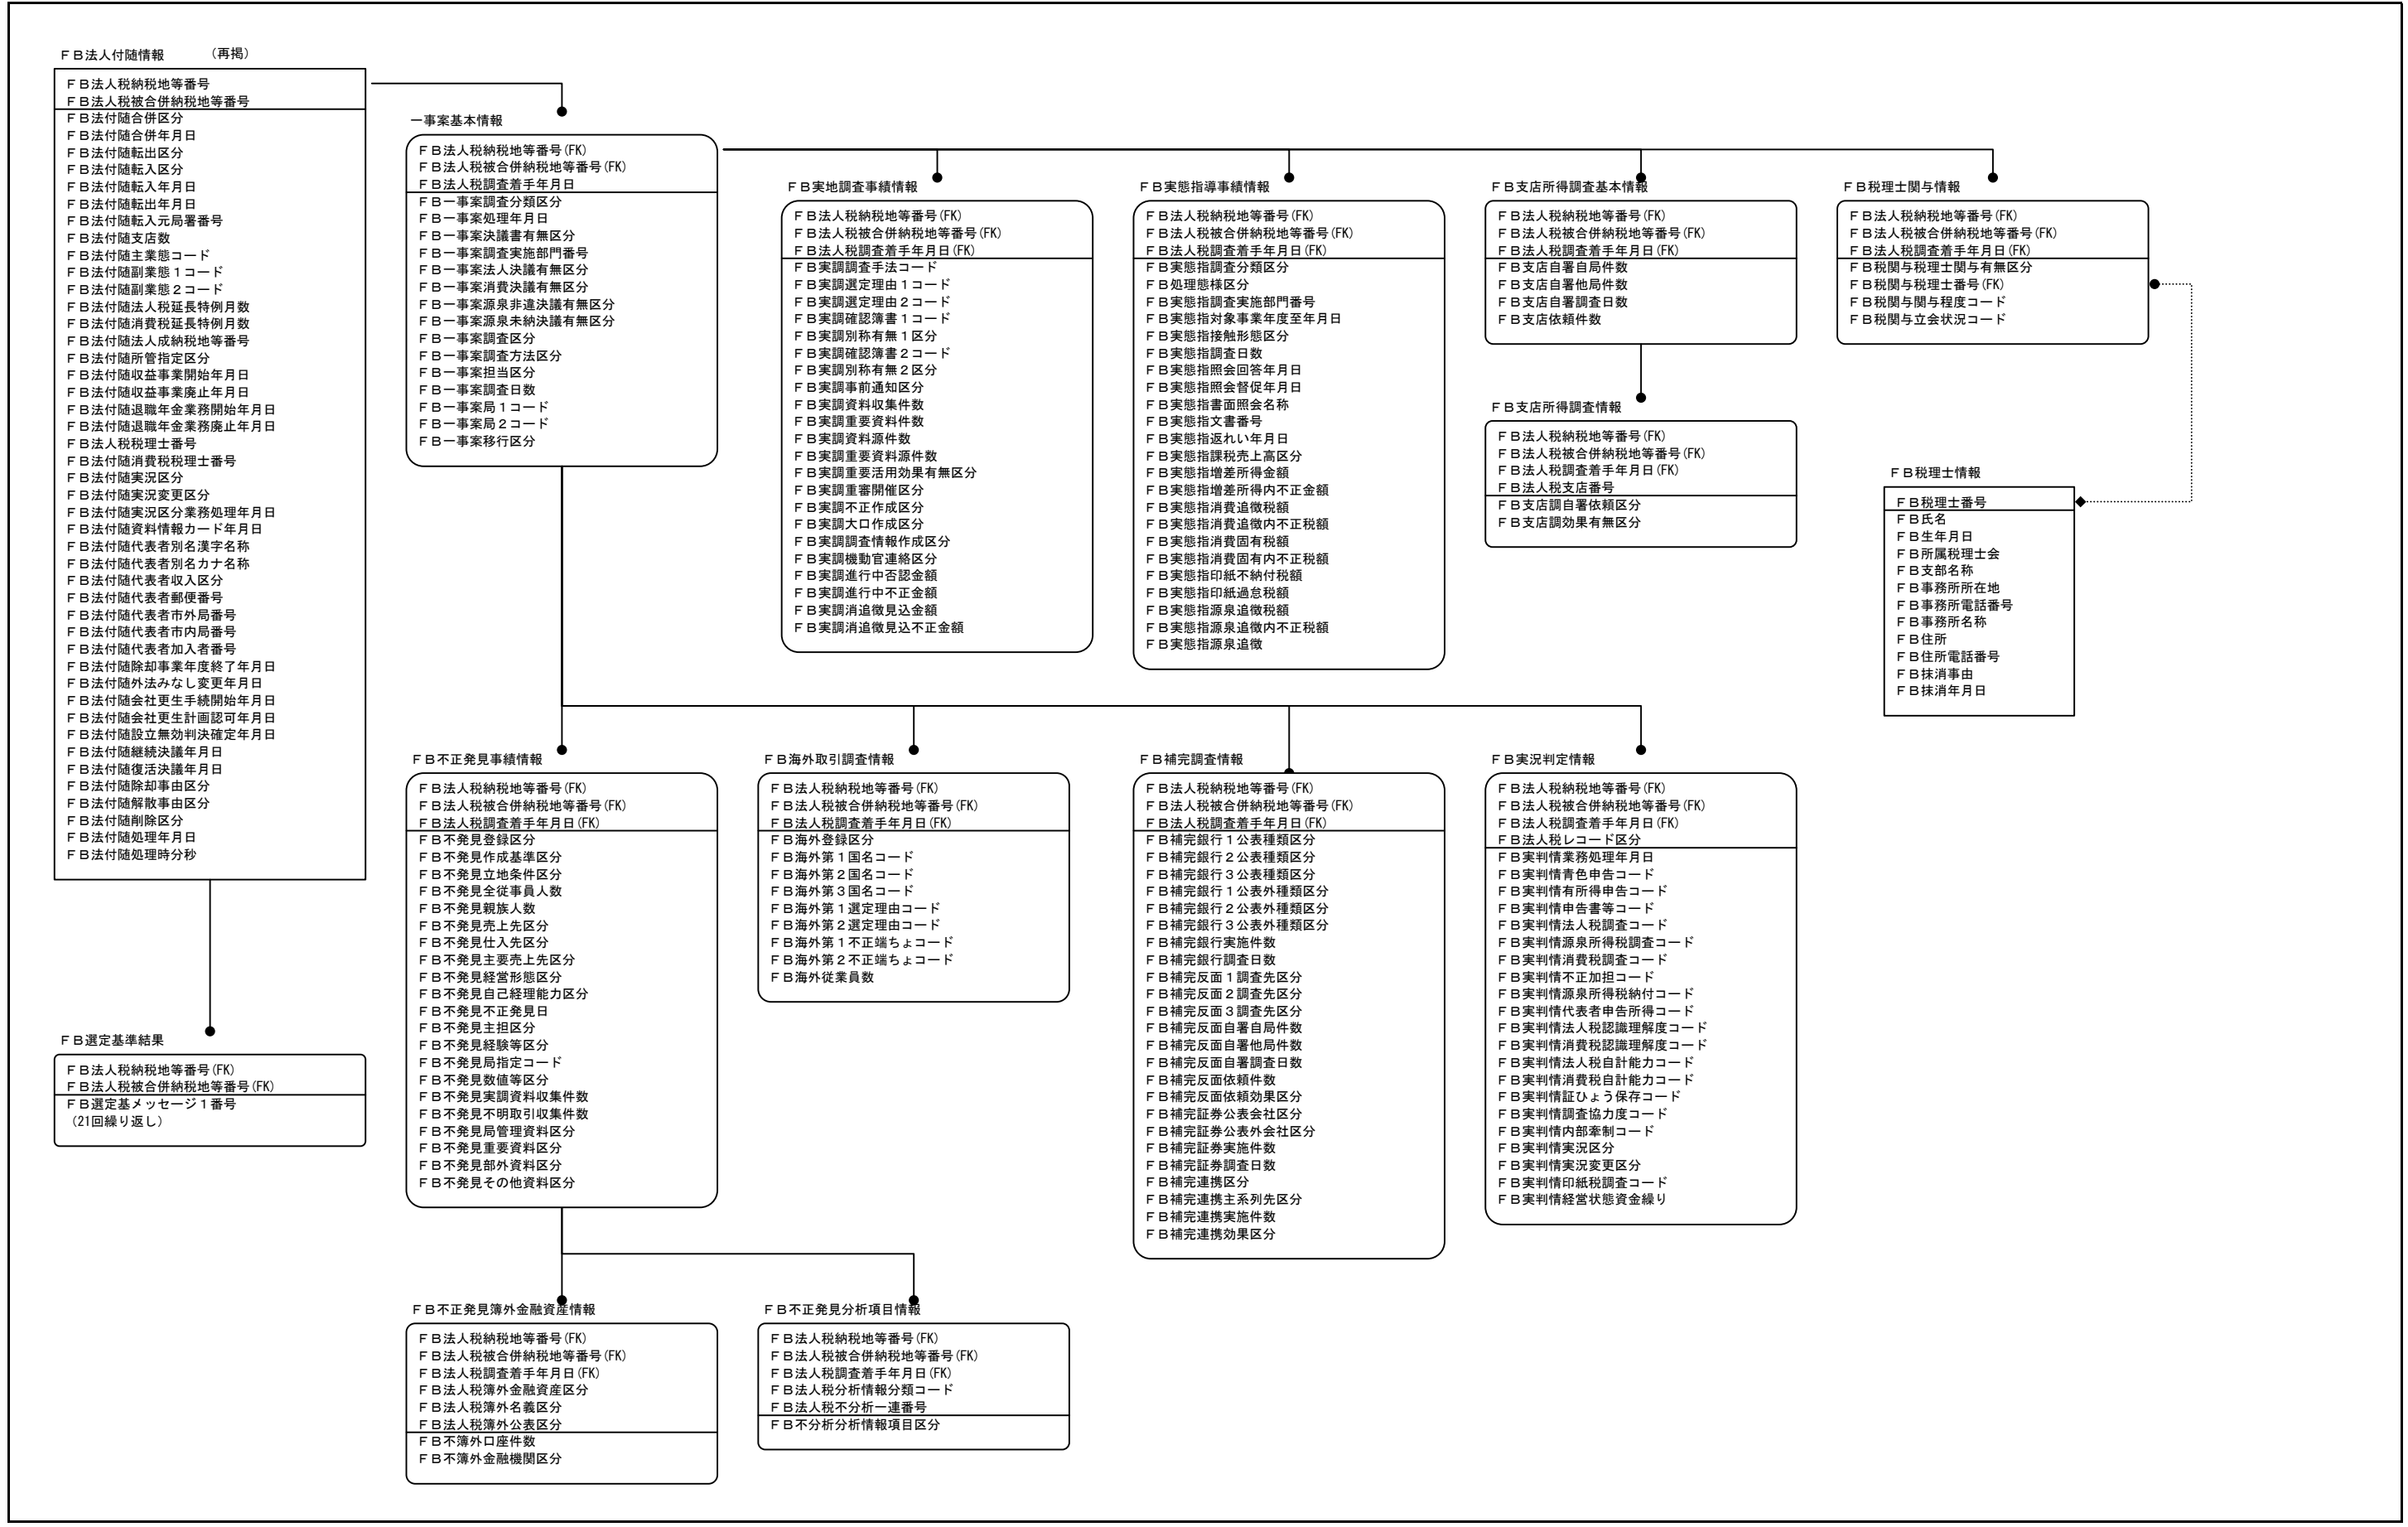 ＦＢ法人付随情報　（再掲）
ＦＢ法人税納税地等番号
ＦＢ法人税被合併納税地等番号
ＦＢ法付随合併区分
ＦＢ法付随合併年月日
ＦＢ法付随転出区分
ＦＢ法付随転入区分
ＦＢ法付随転入年月日
ＦＢ法付随転出年月日
ＦＢ法付随転入元局署番号
ＦＢ法付随支店数
ＦＢ法付随主業態コード
ＦＢ法付随副業態１コード
ＦＢ法付随副業態２コード
ＦＢ法付随法人税延長特例月数
ＦＢ法付随消費税延長特例月数
ＦＢ法付随法人成納税地等番号
ＦＢ法付随所管指定区分
ＦＢ法付随収益事業開始年月日
ＦＢ法付随収益事業廃止年月日
ＦＢ法付随退職年金業務開始年月日
ＦＢ法付随退職年金業務廃止年月日
ＦＢ法人税税理士番号
ＦＢ法付随消費税税理士番号
ＦＢ法付随実況区分
ＦＢ法付随実況変更区分
ＦＢ法付随実況区分業務処理年月日
ＦＢ法付随資料情報カード年月日
ＦＢ法付随代表者別名漢字名称
ＦＢ法付随代表者別名カナ名称
ＦＢ法付随代表者収入区分
ＦＢ法付随代表者郵便番号
ＦＢ法付随代表者市外局番号
ＦＢ法付随代表者市内局番号
ＦＢ法付随代表者加入者番号
ＦＢ法付随除却事業年度終了年月日
ＦＢ法付随外法みなし変更年月日
ＦＢ法付随会社更生手続開始年月日
ＦＢ法付随会社更生計画認可年月日
ＦＢ法付随設立無効判決確定年月日
ＦＢ法付随継続決議年月日
ＦＢ法付随復活決議年月日
ＦＢ法付随除却事由区分
ＦＢ法付随解散事由区分
ＦＢ法付随削除区分
ＦＢ法付随処理年月日
ＦＢ法付随処理時分秒
ＦＢ選定基準結果
ＦＢ法人税納税地等番号(FK)
ＦＢ法人税被合併納税地等番号(FK)
ＦＢ選定基メッセージ１番号
（21回繰り返し）
一事案基本情報
ＦＢ法人税納税地等番号(FK)
ＦＢ法人税被合併納税地等番号(FK)
ＦＢ法人税調査着手年月日
ＦＢ一事案調査分類区分
ＦＢ一事案処理年月日
ＦＢ一事案決議書有無区分
ＦＢ一事案調査実施部門番号
ＦＢ一事案法人決議有無区分
ＦＢ一事案消費決議有無区分
ＦＢ一事案源泉非違決議有無区分
ＦＢ一事案源泉未納決議有無区分
ＦＢ一事案調査区分
ＦＢ一事案調査方法区分
ＦＢ一事案担当区分
ＦＢ一事案調査日数
ＦＢ一事案局１コード
ＦＢ一事案局２コード
ＦＢ一事案移行区分
ＦＢ実地調査事績情報
ＦＢ法人税納税地等番号(FK)
ＦＢ法人税被合併納税地等番号(FK)
ＦＢ法人税調査着手年月日(FK)
ＦＢ実調調査手法コード
ＦＢ実調選定理由１コード
ＦＢ実調選定理由２コード
ＦＢ実調確認簿書１コード
ＦＢ実調別称有無１区分
ＦＢ実調確認簿書２コード
ＦＢ実調別称有無２区分
ＦＢ実調事前通知区分
ＦＢ実調資料収集件数
ＦＢ実調重要資料件数
ＦＢ実調資料源件数
ＦＢ実調重要資料源件数
ＦＢ実調重要活用効果有無区分
ＦＢ実調重審開催区分
ＦＢ実調不正作成区分
ＦＢ実調大口作成区分
ＦＢ実調調査情報作成区分
ＦＢ実調機動官連絡区分
ＦＢ実調進行中否認金額
ＦＢ実調進行中不正金額
ＦＢ実調消追徴見込金額
ＦＢ実調消追徴見込不正金額
ＦＢ実態指導事績情報
ＦＢ法人税納税地等番号(FK)
ＦＢ法人税被合併納税地等番号(FK)
ＦＢ法人税調査着手年月日(FK)
ＦＢ実態指調査分類区分
ＦＢ処理態様区分
ＦＢ実態指調査実施部門番号
ＦＢ実態指対象事業年度至年月日
ＦＢ実態指接触形態区分
ＦＢ実態指調査日数
ＦＢ実態指照会回答年月日
ＦＢ実態指照会督促年月日
ＦＢ実態指書面照会名称
ＦＢ実態指文書番号
ＦＢ実態指返れい年月日
ＦＢ実態指課税売上高区分
ＦＢ実態指増差所得金額
ＦＢ実態指増差所得内不正金額
ＦＢ実態指消費追徴税額
ＦＢ実態指消費追徴内不正税額
ＦＢ実態指消費固有税額
ＦＢ実態指消費固有内不正税額
ＦＢ実態指印紙不納付税額
ＦＢ実態指印紙過怠税額
ＦＢ実態指源泉追徴税額
ＦＢ実態指源泉追徴内不正税額
ＦＢ実態指源泉追徴
ＦＢ支店所得調査基本情報
ＦＢ法人税納税地等番号(FK)
ＦＢ法人税被合併納税地等番号(FK)
ＦＢ法人税調査着手年月日(FK)
ＦＢ支店自署自局件数
ＦＢ支店自署他局件数
ＦＢ支店自署調査日数
ＦＢ支店依頼件数
ＦＢ支店所得調査情報
ＦＢ法人税納税地等番号(FK)
ＦＢ法人税被合併納税地等番号(FK)
ＦＢ法人税調査着手年月日(FK)
ＦＢ法人税支店番号
ＦＢ支店調自署依頼区分
ＦＢ支店調効果有無区分
ＦＢ税理士関与情報
ＦＢ法人税納税地等番号(FK)
ＦＢ法人税被合併納税地等番号(FK)
ＦＢ法人税調査着手年月日(FK)
ＦＢ税関与税理士関与有無区分
ＦＢ税関与税理士番号(FK)
ＦＢ税関与関与程度コード
ＦＢ税関与立会状況コード
ＦＢ税理士情報
ＦＢ税理士番号
ＦＢ氏名
ＦＢ生年月日
ＦＢ所属税理士会
ＦＢ支部名称
ＦＢ事務所所在地
ＦＢ事務所電話番号
ＦＢ事務所名称
ＦＢ住所
ＦＢ住所電話番号
ＦＢ抹消事由
ＦＢ抹消年月日
ＦＢ不正発見事績情報
ＦＢ法人税納税地等番号(FK)
ＦＢ法人税被合併納税地等番号(FK)
ＦＢ法人税調査着手年月日(FK)
ＦＢ不発見登録区分
ＦＢ不発見作成基準区分
ＦＢ不発見立地条件区分
ＦＢ不発見全従事員人数
ＦＢ不発見親族人数
ＦＢ不発見売上先区分
ＦＢ不発見仕入先区分
ＦＢ不発見主要売上先区分
ＦＢ不発見経営形態区分
ＦＢ不発見自己経理能力区分
ＦＢ不発見不正発見日
ＦＢ不発見主担区分
ＦＢ不発見経験等区分
ＦＢ不発見局指定コード
ＦＢ不発見数値等区分
ＦＢ不発見実調資料収集件数
ＦＢ不発見不明取引収集件数
ＦＢ不発見局管理資料区分
ＦＢ不発見重要資料区分
ＦＢ不発見部外資料区分
ＦＢ不発見その他資料区分
ＦＢ海外取引調査情報
ＦＢ法人税納税地等番号(FK)
ＦＢ法人税被合併納税地等番号(FK)
ＦＢ法人税調査着手年月日(FK)
ＦＢ海外登録区分
ＦＢ海外第１国名コード
ＦＢ海外第２国名コード
ＦＢ海外第３国名コード
ＦＢ海外第１選定理由コード
ＦＢ海外第２選定理由コード
ＦＢ海外第１不正端ちょコード
ＦＢ海外第２不正端ちょコード
ＦＢ海外従業員数
ＦＢ補完調査情報
ＦＢ法人税納税地等番号(FK)
ＦＢ法人税被合併納税地等番号(FK)
ＦＢ法人税調査着手年月日(FK)
ＦＢ補完銀行１公表種類区分
ＦＢ補完銀行２公表種類区分
ＦＢ補完銀行３公表種類区分
ＦＢ補完銀行１公表外種類区分
ＦＢ補完銀行２公表外種類区分
ＦＢ補完銀行３公表外種類区分
ＦＢ補完銀行実施件数
ＦＢ補完銀行調査日数
ＦＢ補完反面１調査先区分
ＦＢ補完反面２調査先区分
ＦＢ補完反面３調査先区分
ＦＢ補完反面自署自局件数
ＦＢ補完反面自署他局件数
ＦＢ補完反面自署調査日数
ＦＢ補完反面依頼件数
ＦＢ補完反面依頼効果区分
ＦＢ補完証券公表会社区分
ＦＢ補完証券公表外会社区分
ＦＢ補完証券実施件数
ＦＢ補完証券調査日数
ＦＢ補完連携区分
ＦＢ補完連携主系列先区分
ＦＢ補完連携実施件数
ＦＢ補完連携効果区分
ＦＢ実況判定情報
ＦＢ法人税納税地等番号(FK)
ＦＢ法人税被合併納税地等番号(FK)
ＦＢ法人税調査着手年月日(FK)
ＦＢ法人税レコード区分
ＦＢ実判情業務処理年月日
ＦＢ実判情青色申告コード
ＦＢ実判情有所得申告コード
ＦＢ実判情申告書等コード
ＦＢ実判情法人税調査コード
ＦＢ実判情源泉所得税調査コード
ＦＢ実判情消費税調査コード
ＦＢ実判情不正加担コード
ＦＢ実判情源泉所得税納付コード
ＦＢ実判情代表者申告所得コード
ＦＢ実判情法人税認識理解度コード
ＦＢ実判情消費税認識理解度コード
ＦＢ実判情法人税自計能力コード
ＦＢ実判情消費税自計能力コード
ＦＢ実判情証ひょう保存コード
ＦＢ実判情調査協力度コード
ＦＢ実判情内部牽制コード
ＦＢ実判情実況区分
ＦＢ実判情実況変更区分
ＦＢ実判情印紙税調査コード
ＦＢ実判情経営状態資金繰り
ＦＢ不正発見簿外金融資産情報
ＦＢ法人税納税地等番号(FK)
ＦＢ法人税被合併納税地等番号(FK)
ＦＢ法人税調査着手年月日(FK)
ＦＢ法人税簿外金融資産区分
ＦＢ法人税簿外名義区分
ＦＢ法人税簿外公表区分
ＦＢ不簿外口座件数
ＦＢ不簿外金融機関区分
ＦＢ不正発見分析項目情報
ＦＢ法人税納税地等番号(FK)
ＦＢ法人税被合併納税地等番号(FK)
ＦＢ法人税調査着手年月日(FK)
ＦＢ法人税分析情報分類コード
ＦＢ法人税不分析一連番号
ＦＢ不分析分析情報項目区分